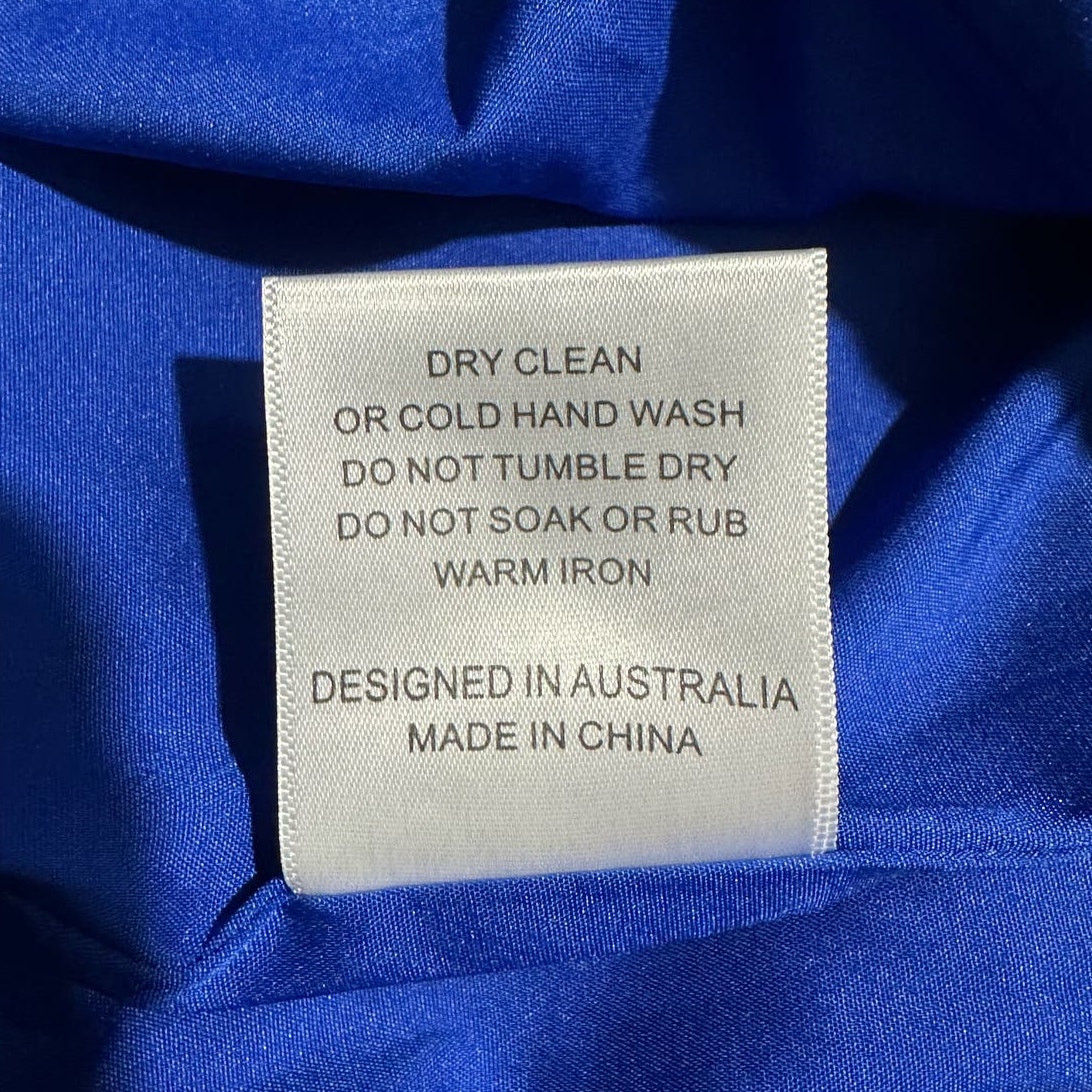 DRY CLEAN
OR COLD HAND WASH
DO NOT TUMBLE DRY
DO NOT SOAK OR RUB
WARM IRON
DESIGNED IN AUSTRALIA
MADE IN CHINA